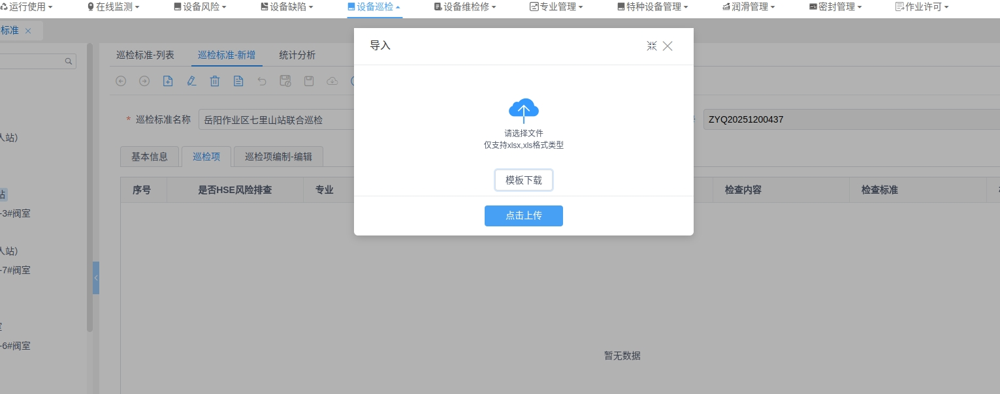 运行使用 在线监测 设备风险 设备缺陷 设备巡检 设备维检修 专业管理 特种设备管理 润滑管理 密封管理 作业许可
标准
导入
巡检标准-列表 巡检标准-新增 统计分析
* 巡检标准名称 岳阳作业区七里山站联合巡检 ZYQ20251200437
请选择文件
仅支持xlsx,xls格式类型
人站）
基本信息 巡检项 巡检项编制-编辑
模板下载
序号 是否HSE风险排查 专业 检查内容 检查标准
站
-3#阀室
点击上传
人站）
-7#阀室
室
-6#阀室
暂无数据